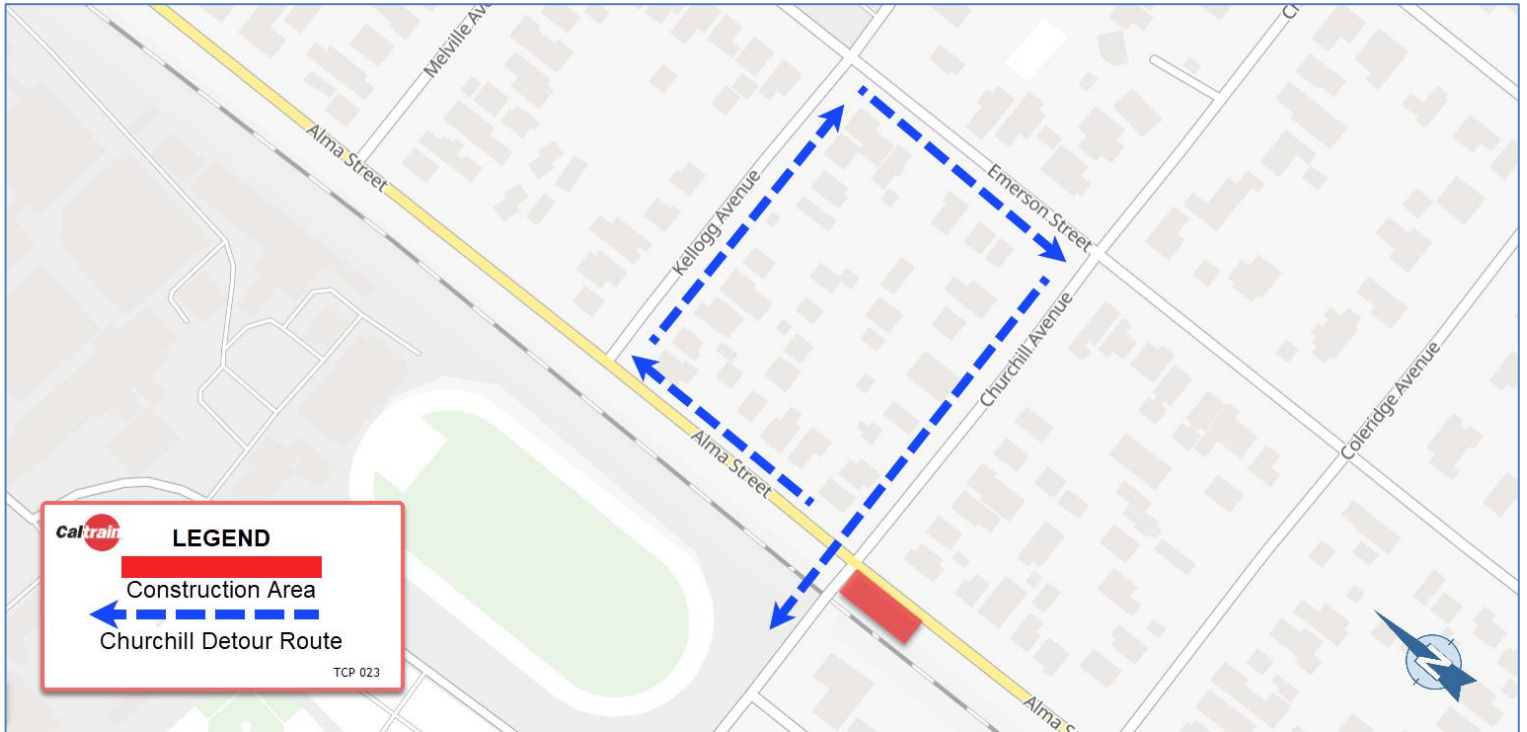 Melville Av
Alma Street
Kellogg Avenue
Emerson Street
Churchill Avenue
Coleridge Avenue
Alma Street
Alma S
Caltrain
LEGEND
Construction Area
Churchill Detour Route
TCP 023
N